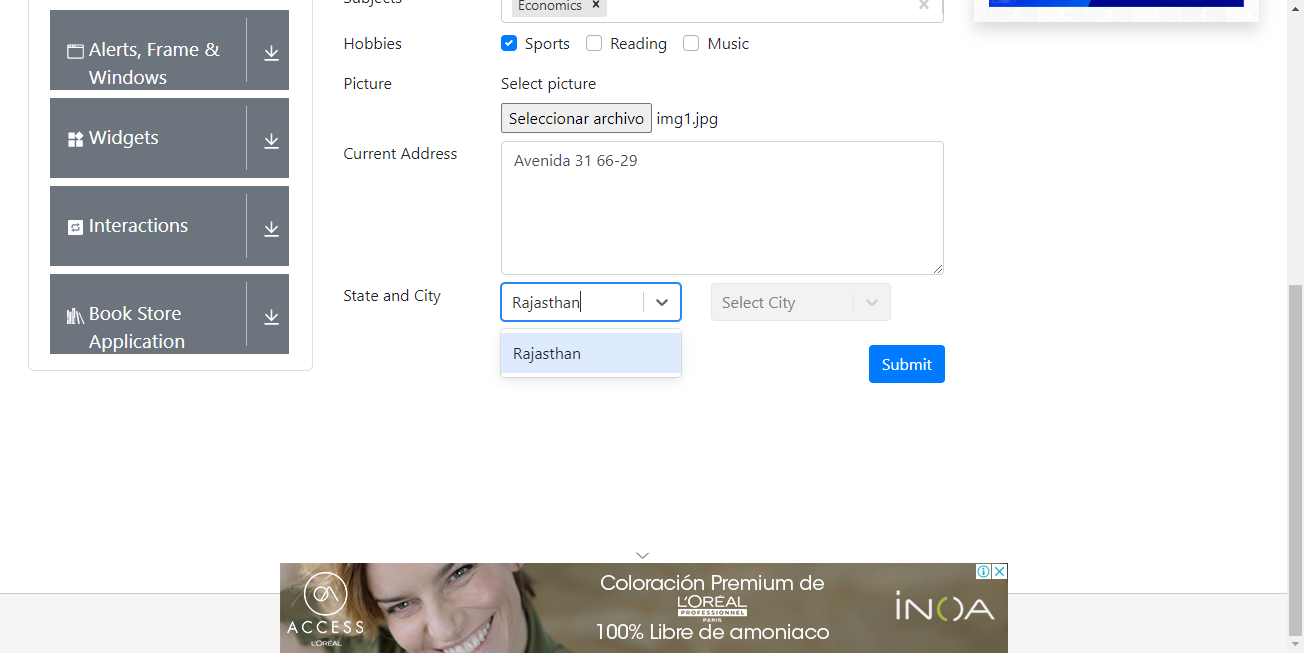 Subjects
Economics ×
Alerts, Frame &
Windows
Hobbies
Sports Reading Music
Picture
Select picture
Seleccionar archivo img1.jpg
Widgets
Current Address
Avenida 31 66-29
Interactions
State and City
Rajasthan
Select City
Book Store
Application
Rajasthan
Submit
ACCESS
L'ORÉAL
Coloración Premium de
L'ORÉAL
PROFESSIONNEL
PARIS
100% Libre de amoniaco
INOA